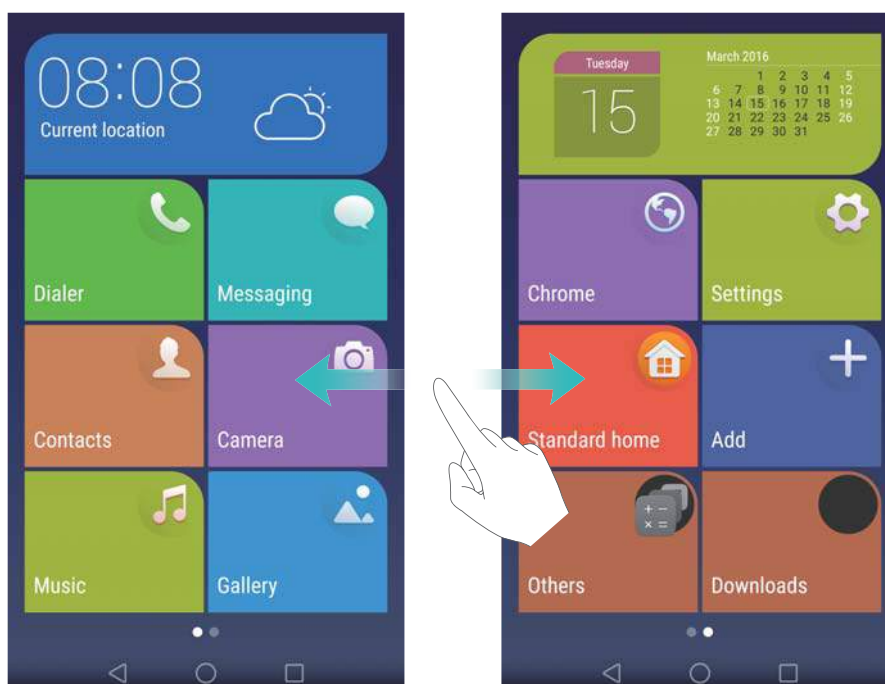 08:08
Current location
Dialer
Messaging
Contacts
Camera
Music
Gallery
Tuesday
15
March 2016
1 2 3 4 5
6 7 8 9 10 11 12
13 14 15 16 17 18 19
20 21 22 23 24 25 26
27 28 29 30 31
Chrome
Settings
Standard home
Add
Others
Downloads